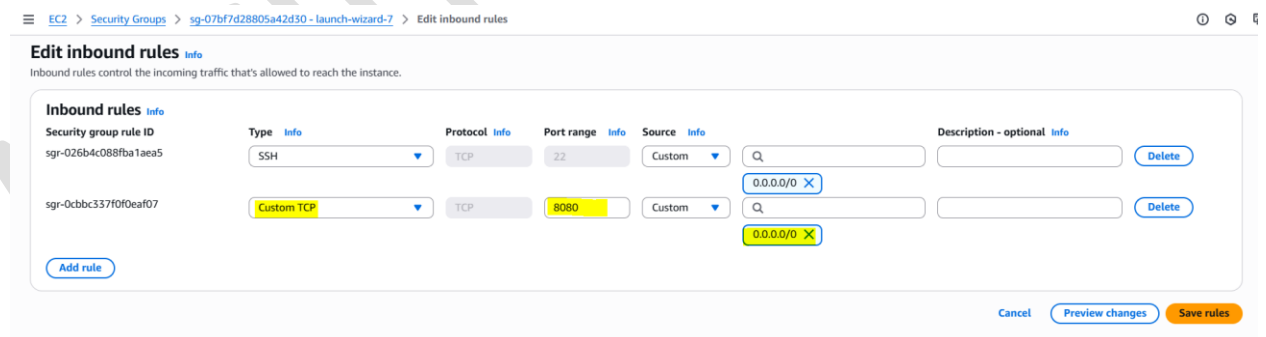 EC2 > Security Groups > sg-07bf7d28805a42d30 - launch-wizard-7 > Edit inbound rules
Edit inbound rules Info
Inbound rules control the incoming traffic that's allowed to reach the instance.
Inbound rules Info
Security group rule ID Type Info Protocol Info Port range Info Source Info Description - optional Info
sgr-026b4c088fba1aea5 SSH TCP 22 Custom Delete
0.0.0.0/0
sgr-0cbbc337f0f0eaf07 Custom TCP TCP 8080 Custom Delete
0.0.0.0/0
Add rule
Cancel Preview changes Save rules